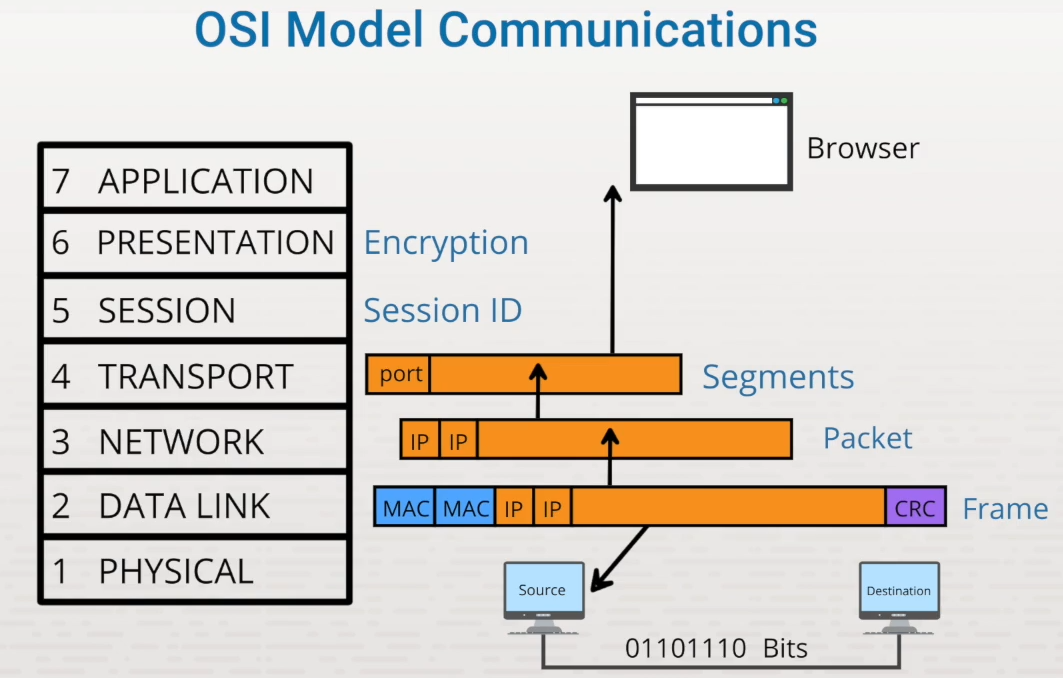 OSI Model Communications
Browser
7 APPLICATION
6 PRESENTATION Encryption
5 SESSION Session ID
4 TRANSPORT port Segments
3 NETWORK IP IP Packet
2 DATA LINK MAC MAC IP IP CRC Frame
1 PHYSICAL
Source Destination
01101110 Bits